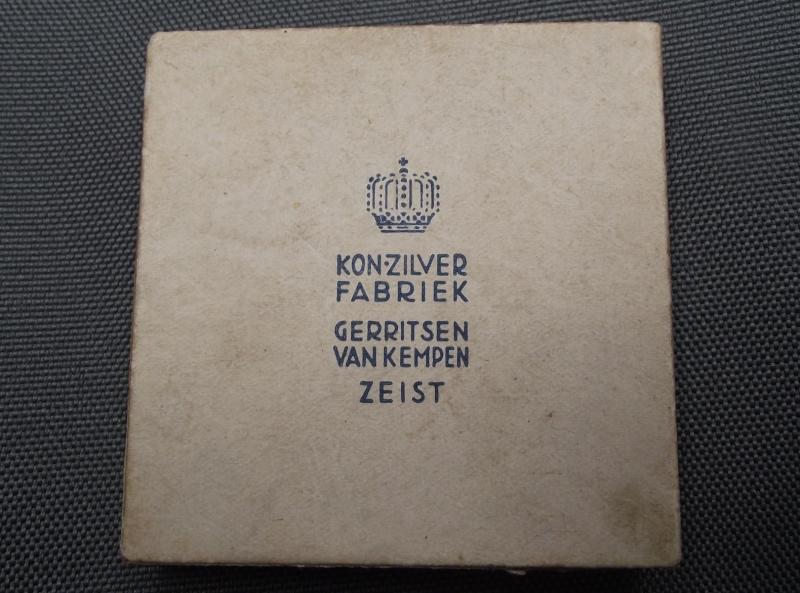 KON·ZILVER
FABRIEK
GERRITSEN
VAN KEMPEN
ZEIST